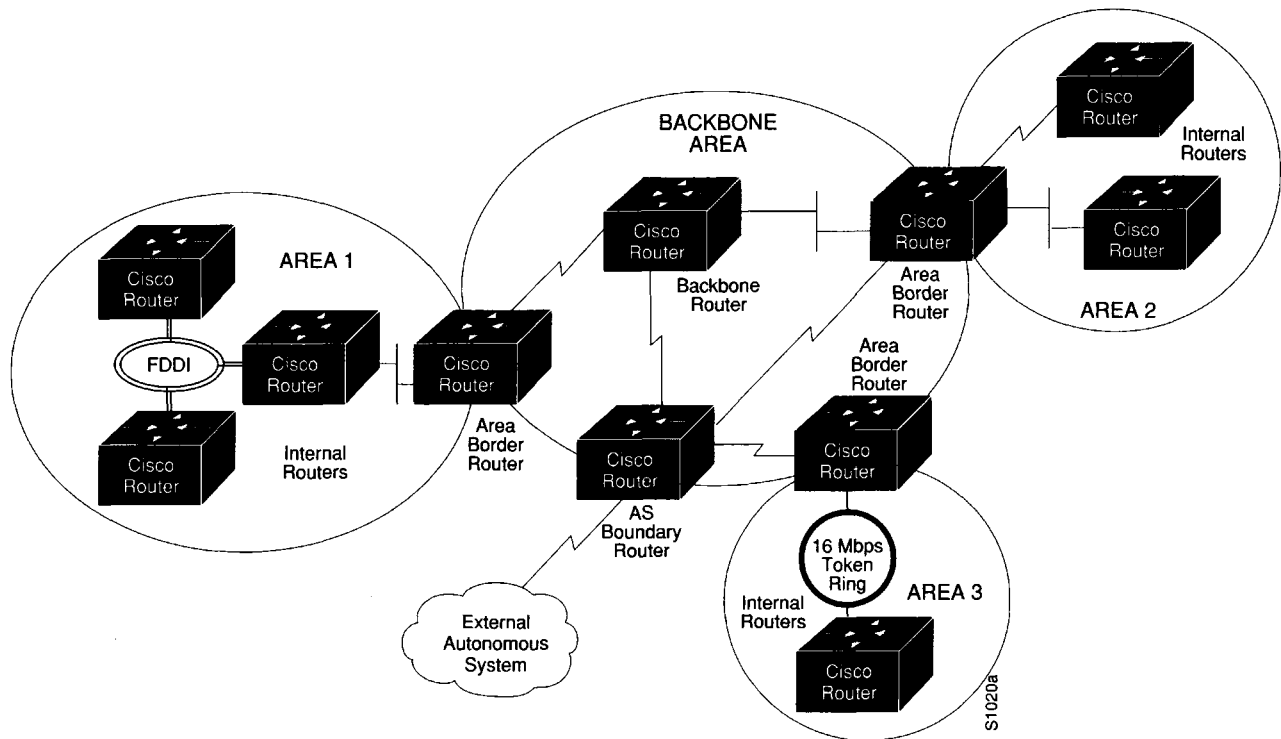 Cisco
Router
Internal
Routers
Cisco
Router
AREA 2
BACKBONE
AREA
Cisco
Router
Backbone
Router
Cisco
Router
Area
Border
Router
Area
Border
Router
AREA 1
Cisco
Router
FDDI
Cisco
Router
Cisco
Router
Internal
Routers
Cisco
Router
Area
Border
Router
Cisco
Router
AS
Boundary
Router
Cisco
Router
External
Autonomous
System
16 Mbps
Token
Ring
AREA 3
Internal
Routers
Cisco
Router
S1020a